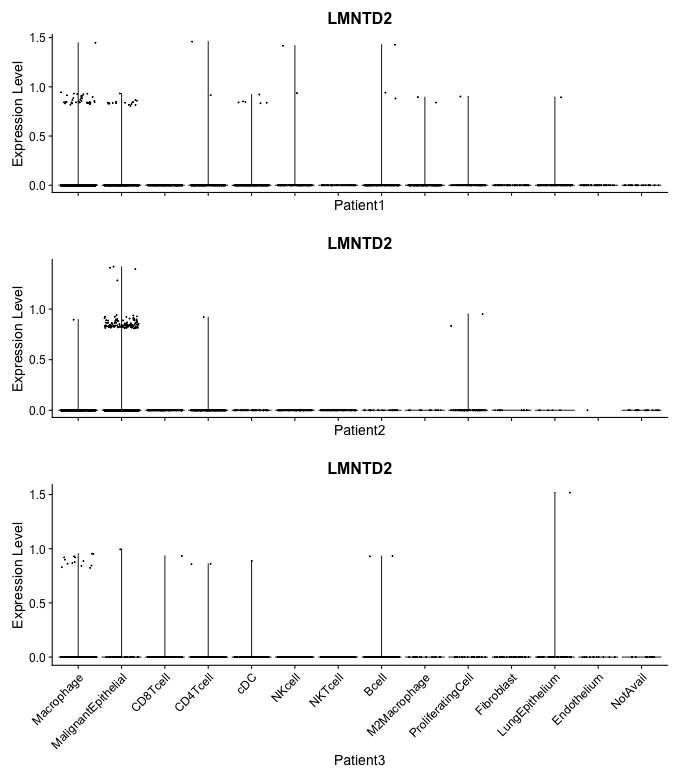 LMNTD2
1.5
1.0
0.5
0.0
Expression Level
Patient1
LMNTD2
1.0
0.5
0.0
Expression Level
Patient2
LMNTD2
1.5
1.0
0.5
0.0
Expression Level
Macrophage
MalignantEpithelial
CD8Tcell
CD4Tcell
cDC
NKcell
NKTcell
Bcell
M2Macrophage
ProliferatingCell
Fibroblast
LungEpithelium
Endothelium
NotAvail
Patient3